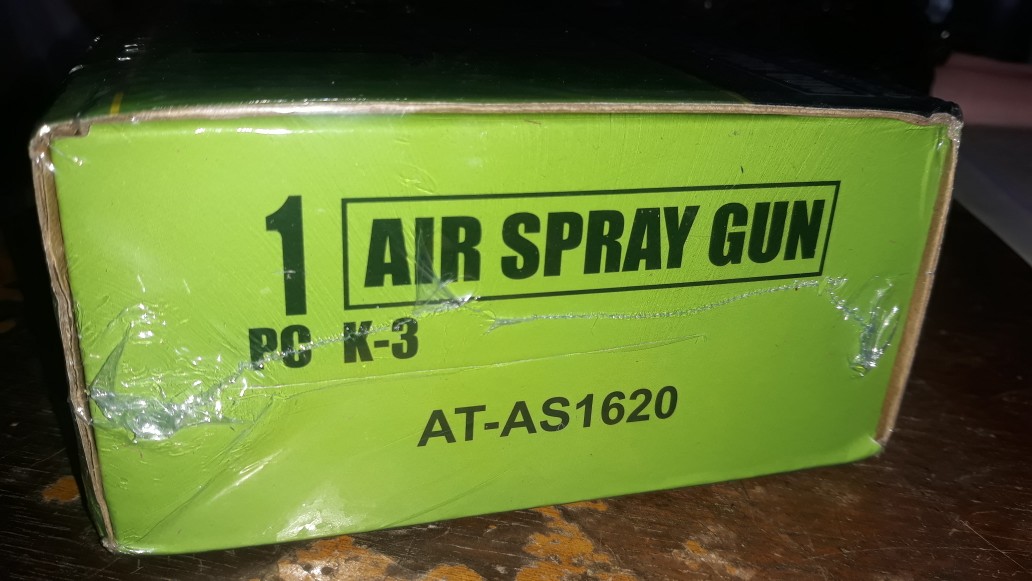 1 AIR SPRAY GUN
PC K-3
AT-AS1620